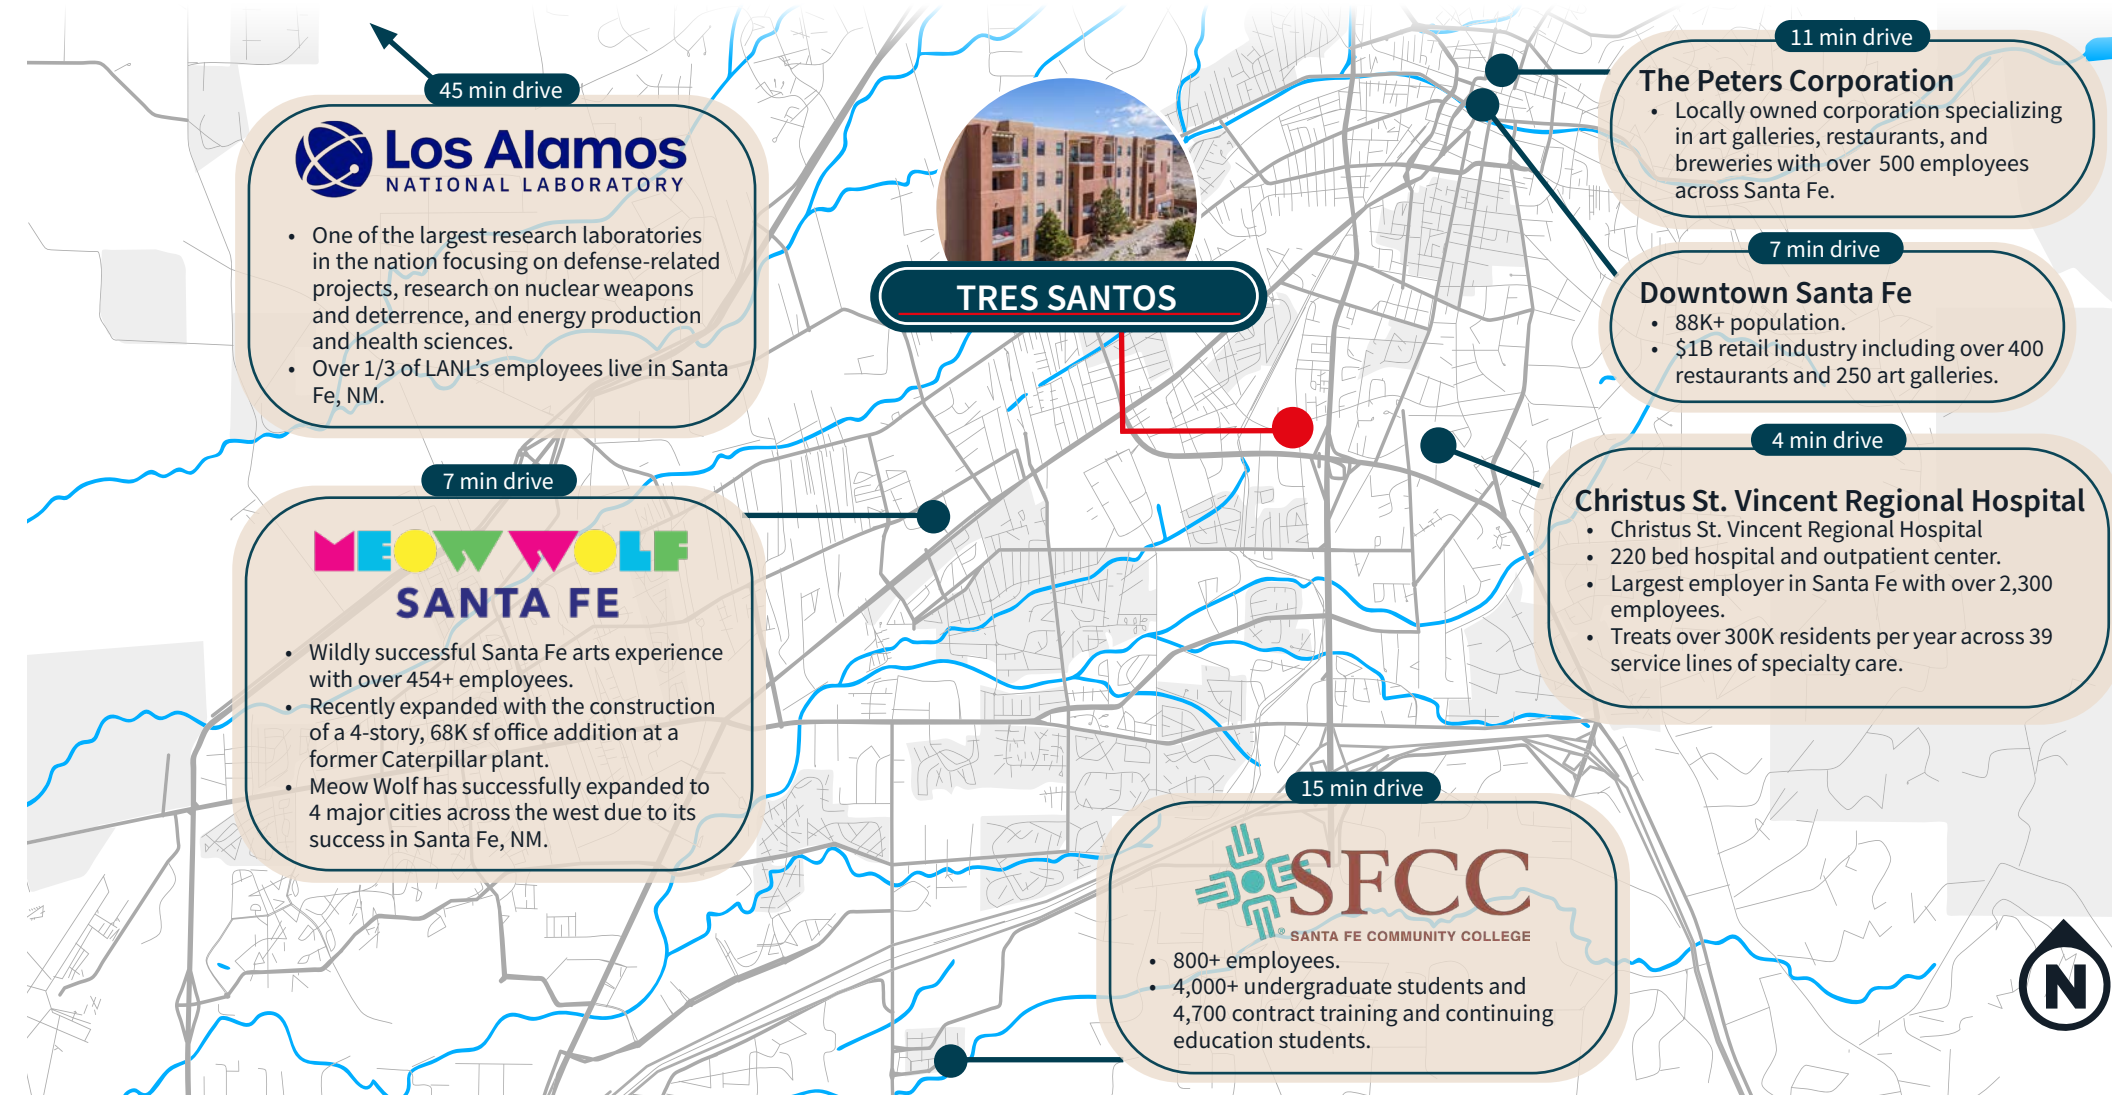 45 min drive
Los Alamos
NATIONAL LABORATORY
• One of the largest research laboratories
in the nation focusing on defense-related
projects, research on nuclear weapons
and deterrence, and energy production
and health sciences.
• Over 1/3 of LANL’s employees live in Santa
Fe, NM.
7 min drive
MEOW WOLF
SANTA FE
• Wildly successful Santa Fe arts experience
with over 454+ employees.
• Recently expanded with the construction
of a 4-story, 68K sf office addition at a
former Caterpillar plant.
• Meow Wolf has successfully expanded to
4 major cities across the west due to its
success in Santa Fe, NM.
TRES SANTOS
11 min drive
The Peters Corporation
• Locally owned corporation specializing
in art galleries, restaurants, and
breweries with over 500 employees
across Santa Fe.
7 min drive
Downtown Santa Fe
• 88K+ population.
• $1B retail industry including over 400
restaurants and 250 art galleries.
4 min drive
Christus St. Vincent Regional Hospital
• Christus St. Vincent Regional Hospital
• 220 bed hospital and outpatient center.
• Largest employer in Santa Fe with over 2,300
employees.
• Treats over 300K residents per year across 39
service lines of specialty care.
15 min drive
SFCC
®
SANTA FE COMMUNITY COLLEGE
• 800+ employees.
• 4,000+ undergraduate students and
4,700 contract training and continuing
education students.
N